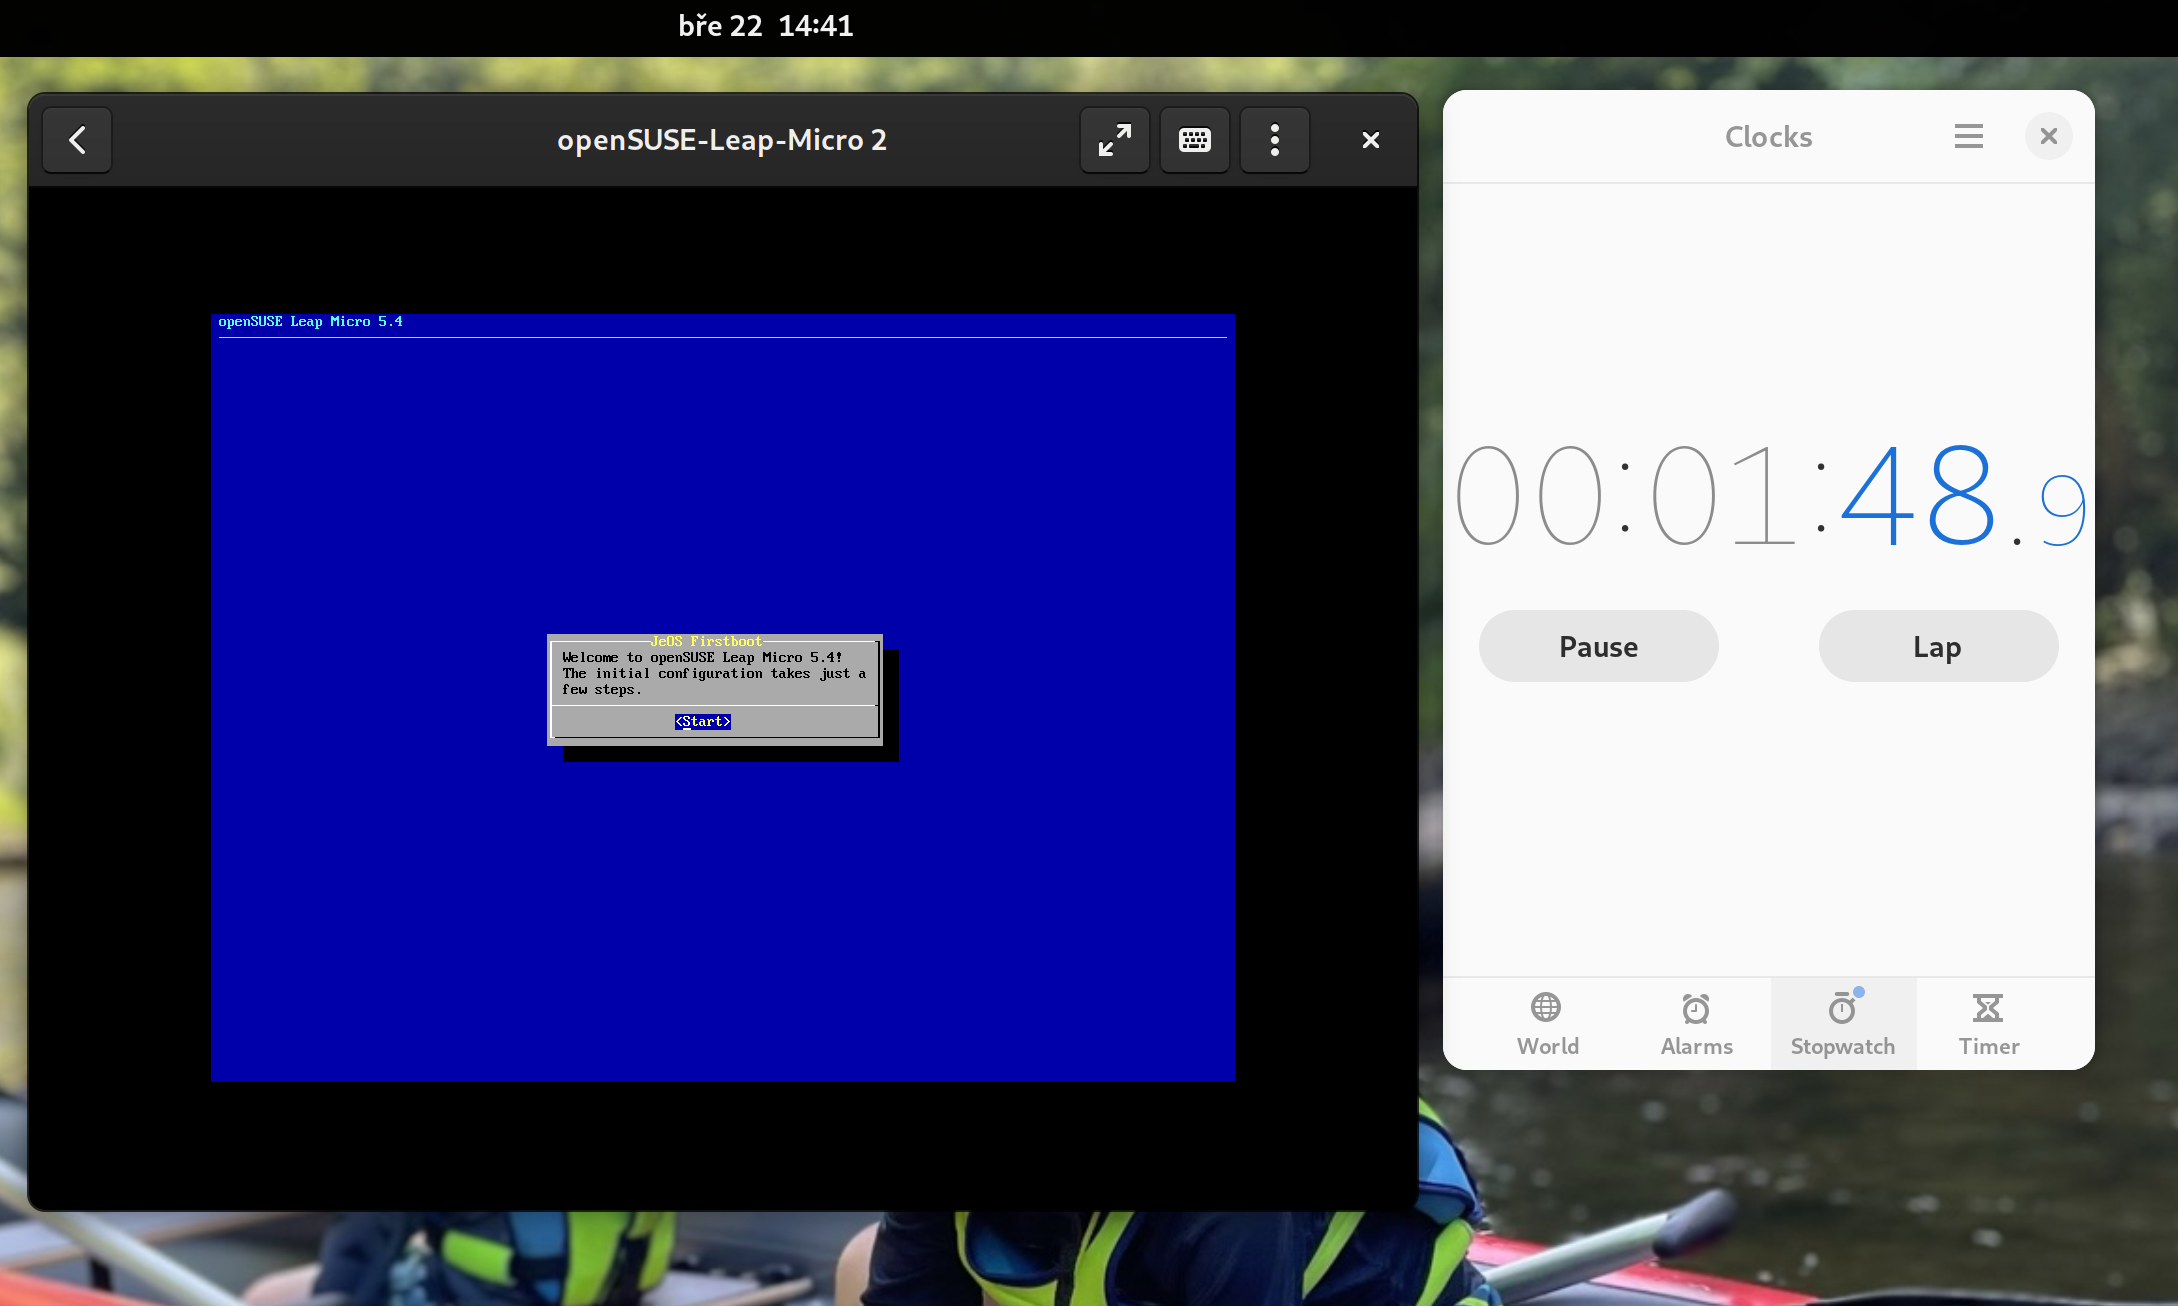 bře 22 14:41
openSUSE-Leap-Micro 2
openSUSE Leap Micro 5.4
JeOS Firstboot
Welcome to openSUSE Leap Micro 5.4!
The initial configuration takes just a
few steps.
<Start>
Clocks
00:01:48.9
Pause Lap
World Alarms Stopwatch Timer